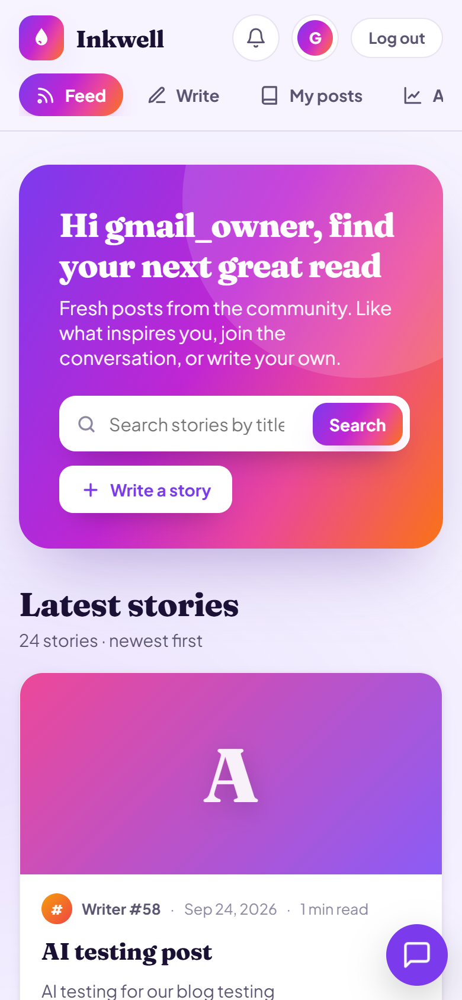 Inkwell
G
Log out
Feed
Write
My posts
A
Hi gmail_owner, find
your next great read
Fresh posts from the community. Like
what inspires you, join the
conversation, or write your own.
Search stories by title
Search
Write a story
Latest stories
24 stories · newest first
A
# Writer #58 · Sep 24, 2026 · 1 min read
AI testing post
AI testing for our blog testing